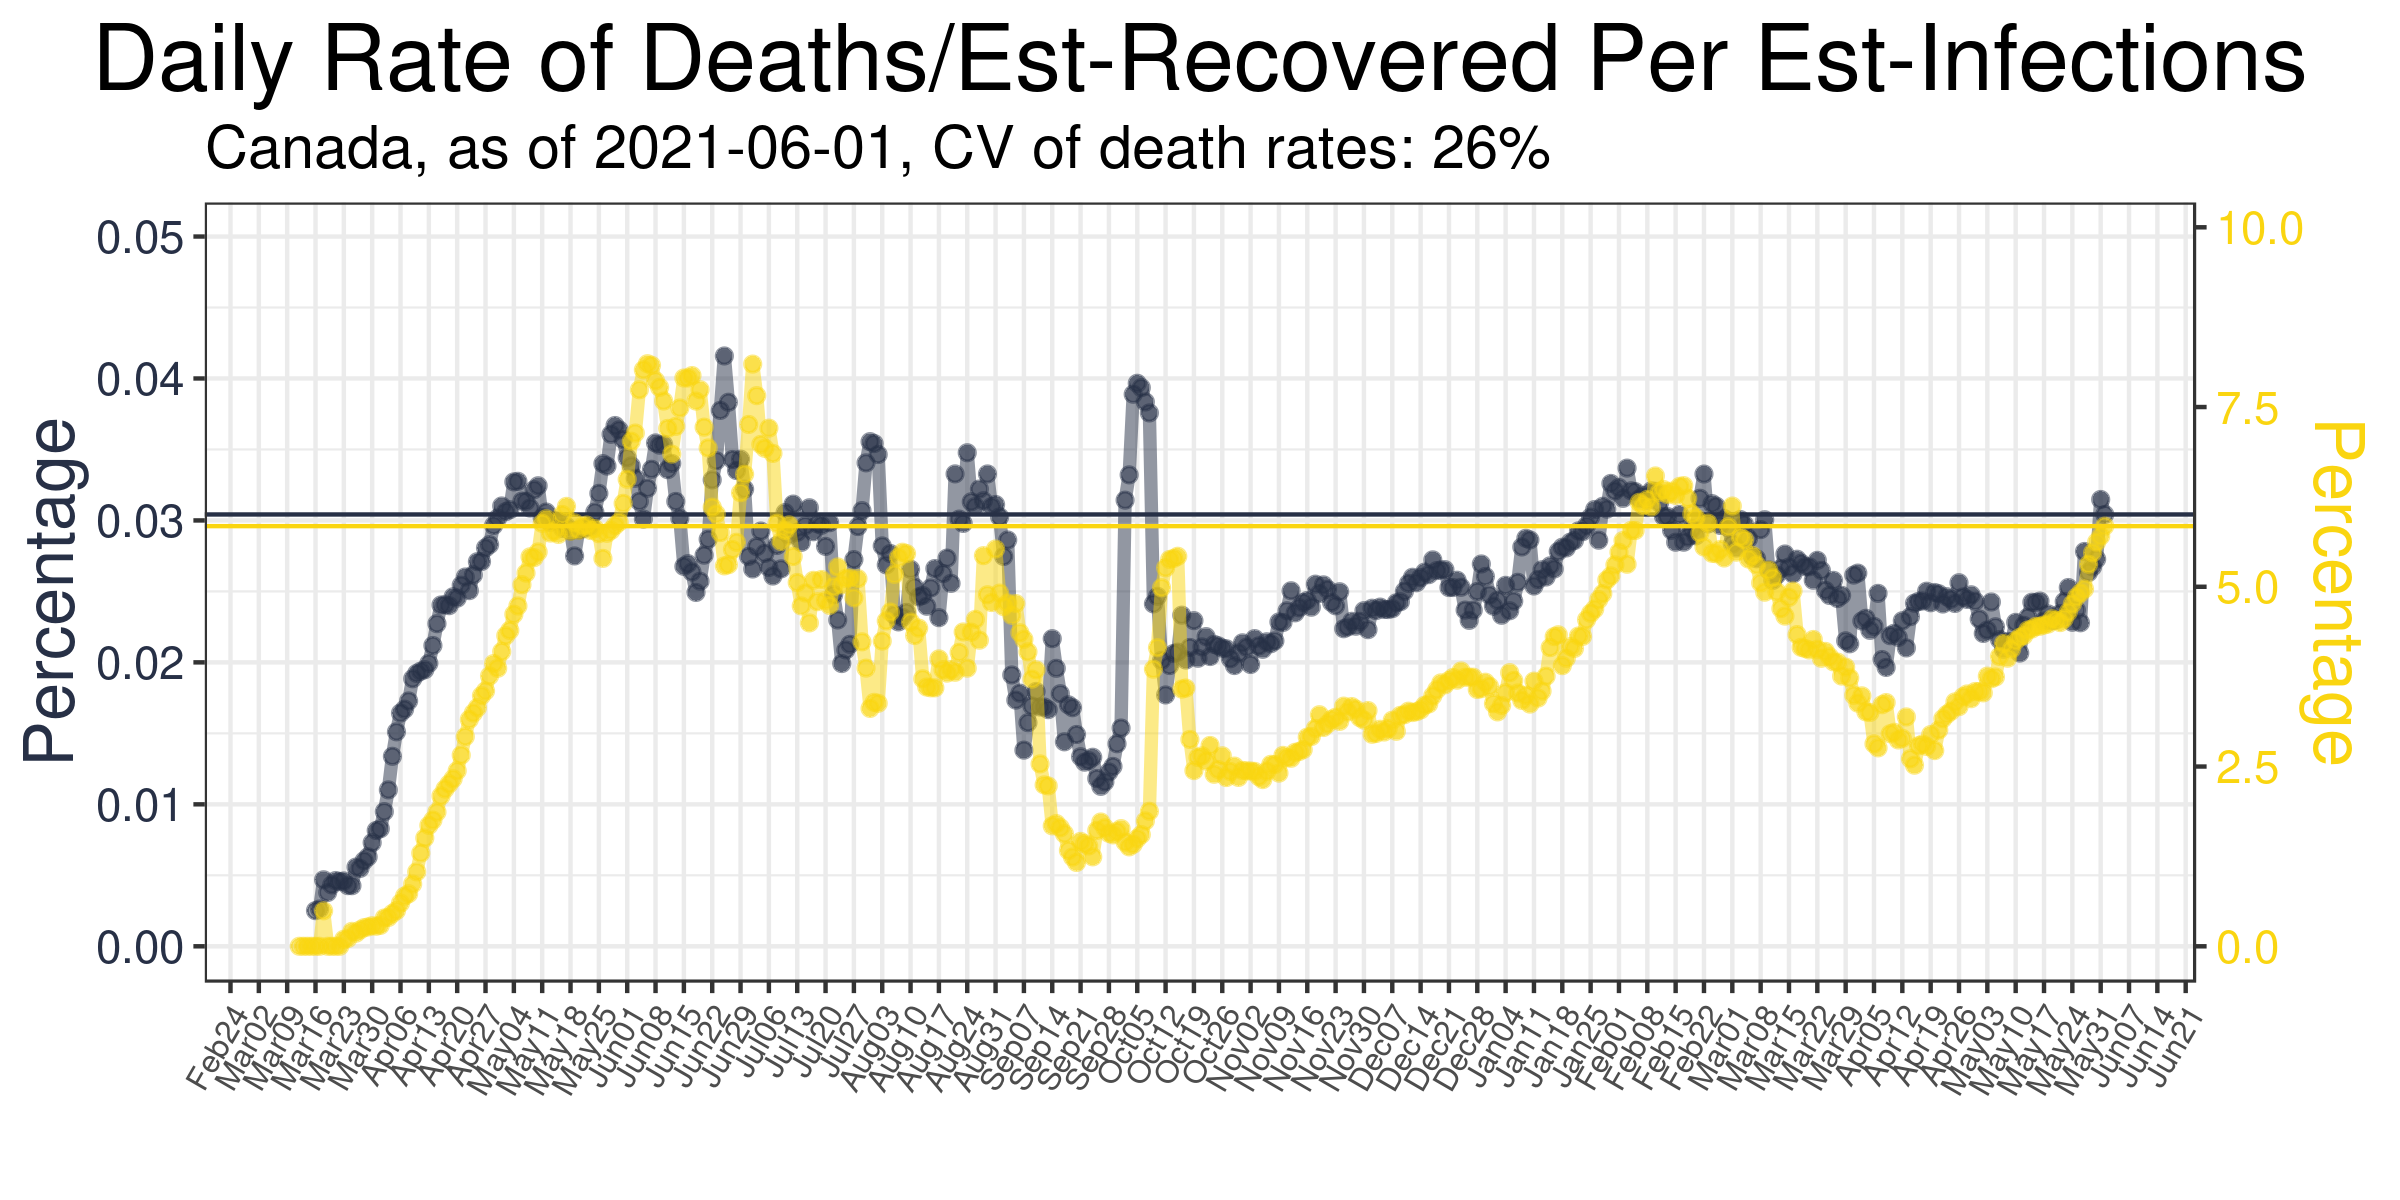 Daily Rate of Deaths/Est-Recovered Per Est-Infections
Canada, as of 2021-06-01, CV of death rates: 26%
Percentage
0.05
0.04
0.03
0.02
0.01
0.00
10.0
7.5
5.0
2.5
0.0
Percentage
Feb24
Mar02
Mar09
Mar16
Mar23
Mar30
Apr06
Apr13
Apr20
Apr27
May04
May11
May18
May25
Jun01
Jun08
Jun15
Jun22
Jun29
Jul06
Jul13
Jul20
Jul27
Aug03
Aug10
Aug17
Aug24
Aug31
Sep07
Sep14
Sep21
Sep28
Oct05
Oct12
Oct19
Oct26
Nov02
Nov09
Nov16
Nov23
Nov30
Dec07
Dec14
Dec21
Dec28
Jan04
Jan11
Jan18
Jan25
Feb01
Feb08
Feb15
Feb22
Mar01
Mar08
Mar15
Mar22
Mar29
Apr05
Apr12
Apr19
Apr26
May03
May10
May17
May24
May31
Jun07
Jun14
Jun21